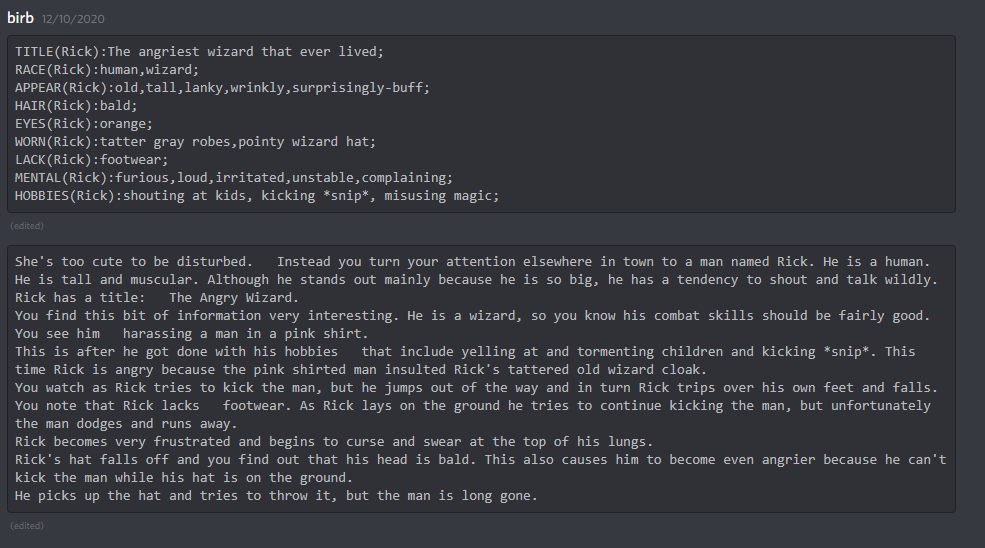 birb 12/10/2020
TITLE(Rick):The angriest wizard that ever lived;
RACE(Rick):human,wizard;
APPEAR(Rick):old,tall,lanky,wrinkly,surprisingly-buff;
HAIR(Rick):bald;
EYES(Rick):orange;
WORN(Rick):tatter gray robes,pointy wizard hat;
LACK(Rick):footwear;
MENTAL(Rick):furious,loud,irritated,unstable,complaining;
HOBBIES(Rick):shouting at kids, kicking *snip*, misusing magic;
(edited)
She's too cute to be disturbed.   Instead you turn your attention elsewhere in town to a man named Rick. He is a human.
He is tall and muscular. Although he stands out mainly because he is so big, he has a tendency to shout and talk wildly.
Rick has a title:   The Angry Wizard.
You find this bit of information very interesting. He is a wizard, so you know his combat skills should be fairly good.
You see him   harassing a man in a pink shirt.
This is after he got done with his hobbies   that include yelling at and tormenting children and kicking *snip*. This
time Rick is angry because the pink shirted man insulted Rick's tattered old wizard cloak.
You watch as Rick tries to kick the man, but he jumps out of the way and in turn Rick trips over his own feet and falls.
You note that Rick lacks   footwear. As Rick lays on the ground he tries to continue kicking the man, but unfortunately
the man dodges and runs away.
Rick becomes very frustrated and begins to curse and swear at the top of his lungs.
Rick's hat falls off and you find out that his head is bald. This also causes him to become even angrier because he can't
kick the man while his hat is on the ground.
He picks up the hat and tries to throw it, but the man is long gone.
(edited)